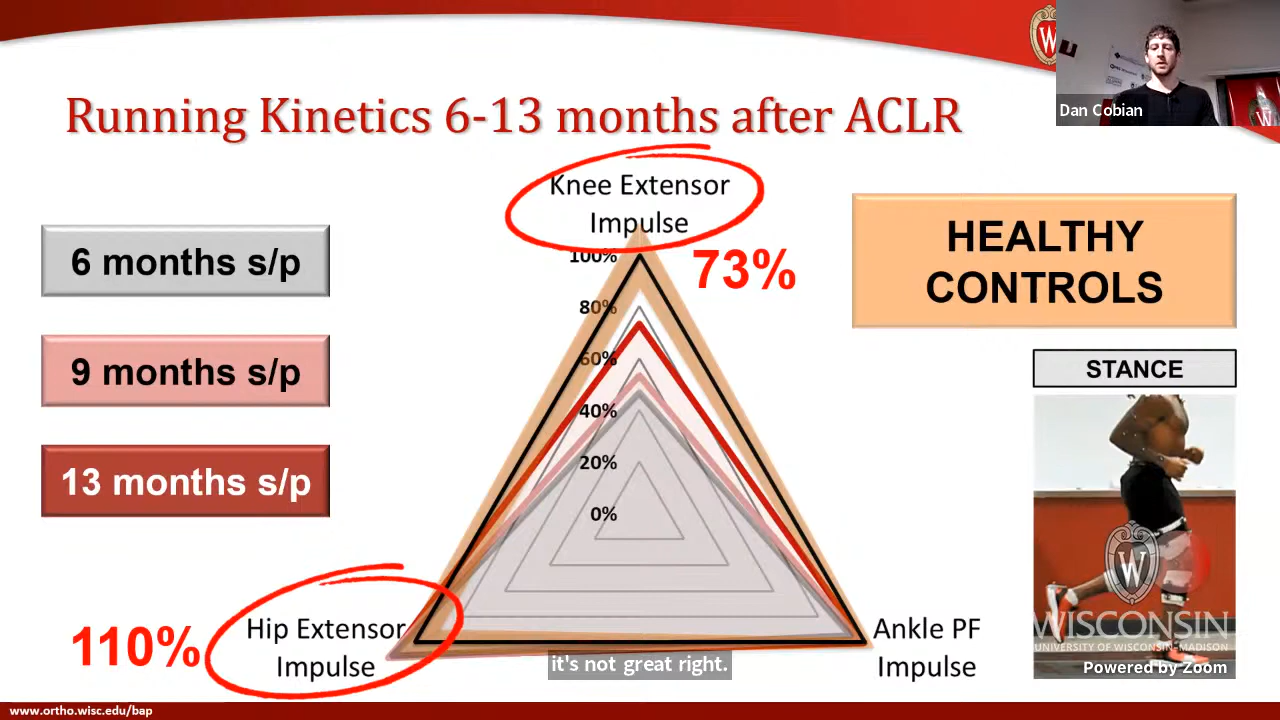 Dan Cobian
Running Kinetics 6-13 months after ACLR
Knee Extensor
Impulse
73%
6 months s/p
9 months s/p
13 months s/p
100%
80%
60%
40%
20%
0%
HEALTHY
CONTROLS
STANCE
W
WISCONSIN
UNIVERSITY OF WISCONSIN-MADISON
Powered by Zoom
110%
Hip Extensor
Impulse
Ankle PF
Impulse
it's not great right.
www.ortho.wisc.edu/bap